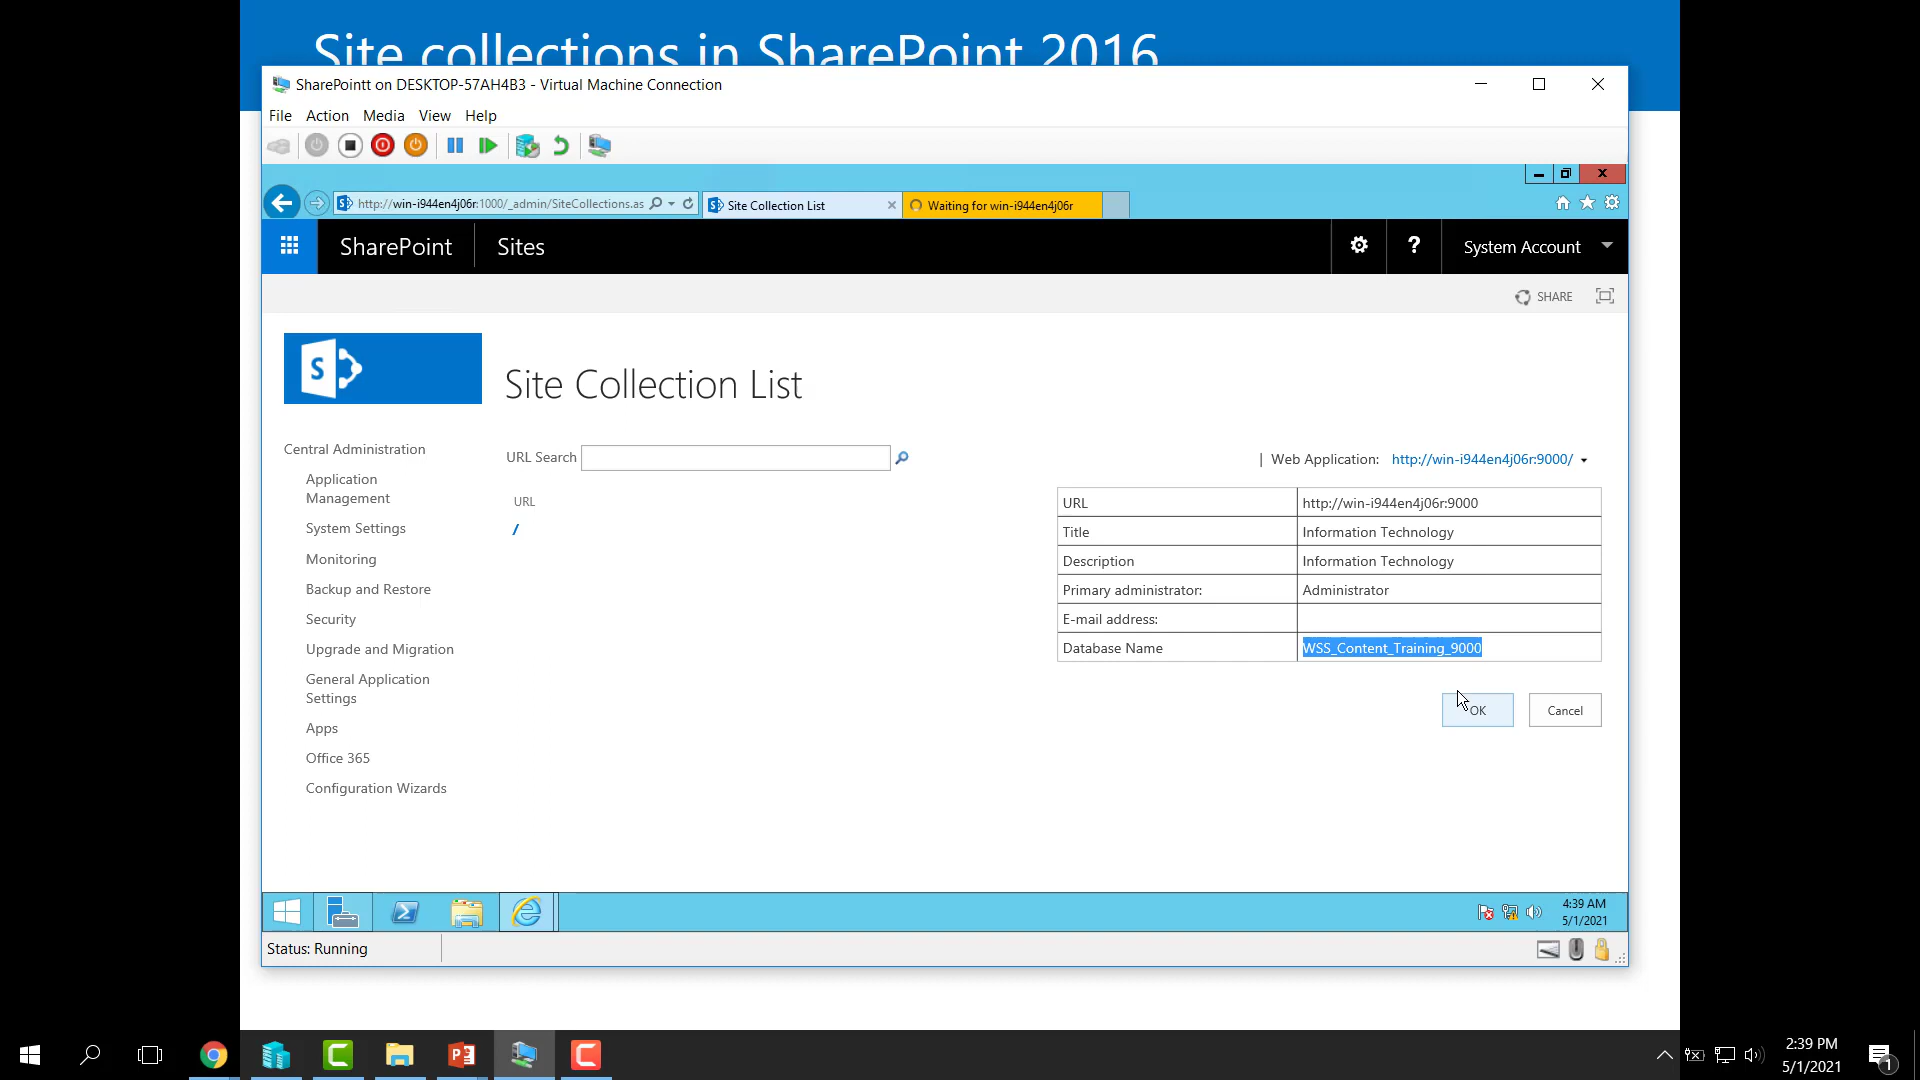 Site collections in SharePoint 2016
SharePointt on DESKTOP-57AH4B3 - Virtual Machine Connection
File Action Media View Help
http://win-i944en4j06r:1000/_admin/SiteCollections.as
Site Collection List
Waiting for win-i944en4j06r
SharePoint
Sites
?
System Account
SHARE
S
Site Collection List
Central Administration
Application
Management
System Settings
Monitoring
Backup and Restore
Security
Upgrade and Migration
General Application
Settings
Apps
Office 365
Configuration Wizards
URL Search
URL
/
| Web Application: http://win-i944en4j06r:9000/
URL http://win-i944en4j06r:9000
Title Information Technology
Description Information Technology
Primary administrator: Administrator
E-mail address:
Database Name WSS_Content_Training_9000
OK Cancel
4:39 AM
5/1/2021
Status: Running
2:39 PM
5/1/2021
1